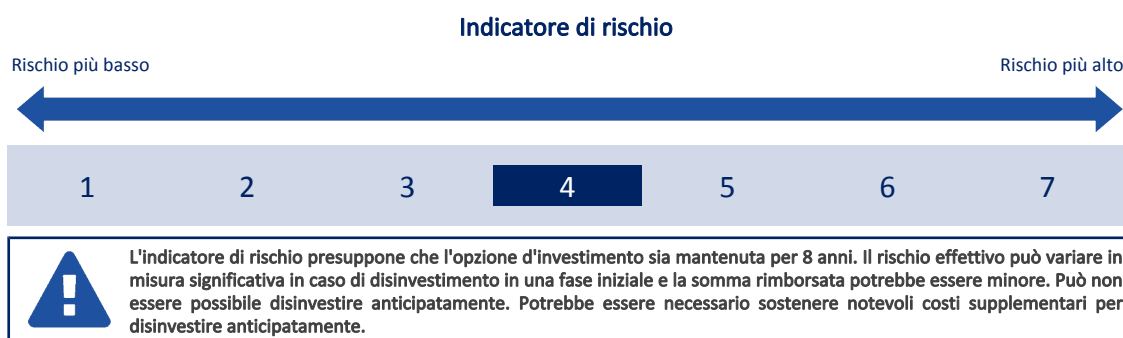 Indicatore di rischio
Rischio più basso
Rischio più alto
1 2 3 4 5 6 7
L'indicatore di rischio presuppone che l'opzione d'investimento sia mantenuta per 8 anni. Il rischio effettivo può variare in
misura significativa in caso di disinvestimento in una fase iniziale e la somma rimborsata potrebbe essere minore. Può non
essere possibile disinvestire anticipatamente. Potrebbe essere necessario sostenere notevoli costi supplementari per
disinvestire anticipatamente.